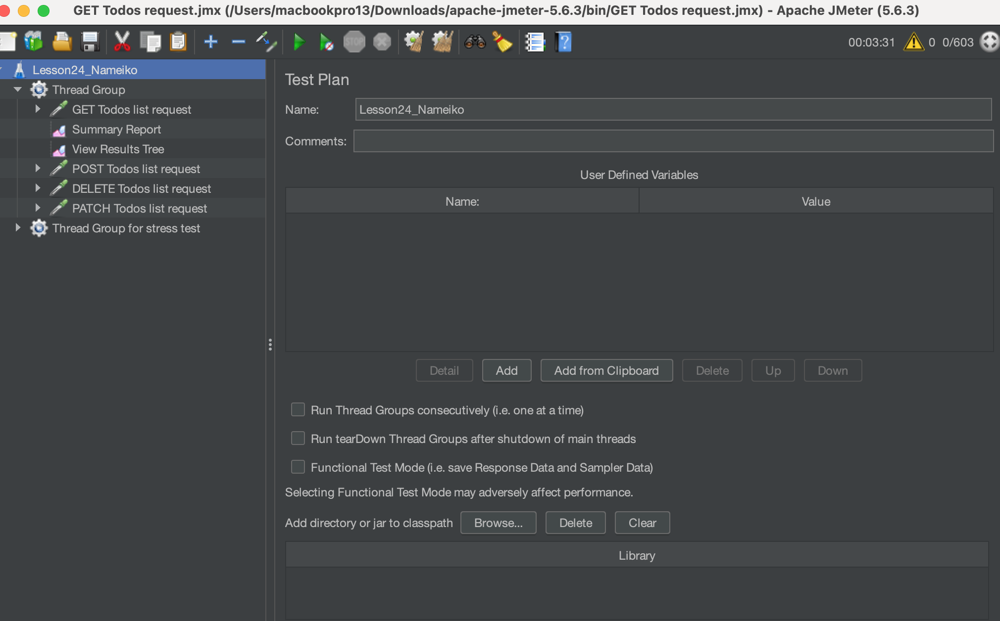 GET Todos request.jmx (/Users/macbookpro13/Downloads/apache-jmeter-5.6.3/bin/GET Todos request.jmx) - Apache JMeter (5.6.3)
STOP
?
00:03:31 0 0/603
Lesson24_Nameiko
Thread Group
GET Todos list request
Summary Report
View Results Tree
POST Todos list request
DELETE Todos list request
PATCH Todos list request
Thread Group for stress test
Test Plan
Name: Lesson24_Nameiko
Comments:
User Defined Variables
Name: Value
Detail Add Add from Clipboard Delete Up Down
Run Thread Groups consecutively (i.e. one at a time)
Run tearDown Thread Groups after shutdown of main threads
Functional Test Mode (i.e. save Response Data and Sampler Data)
Selecting Functional Test Mode may adversely affect performance.
Add directory or jar to classpath Browse... Delete Clear
Library